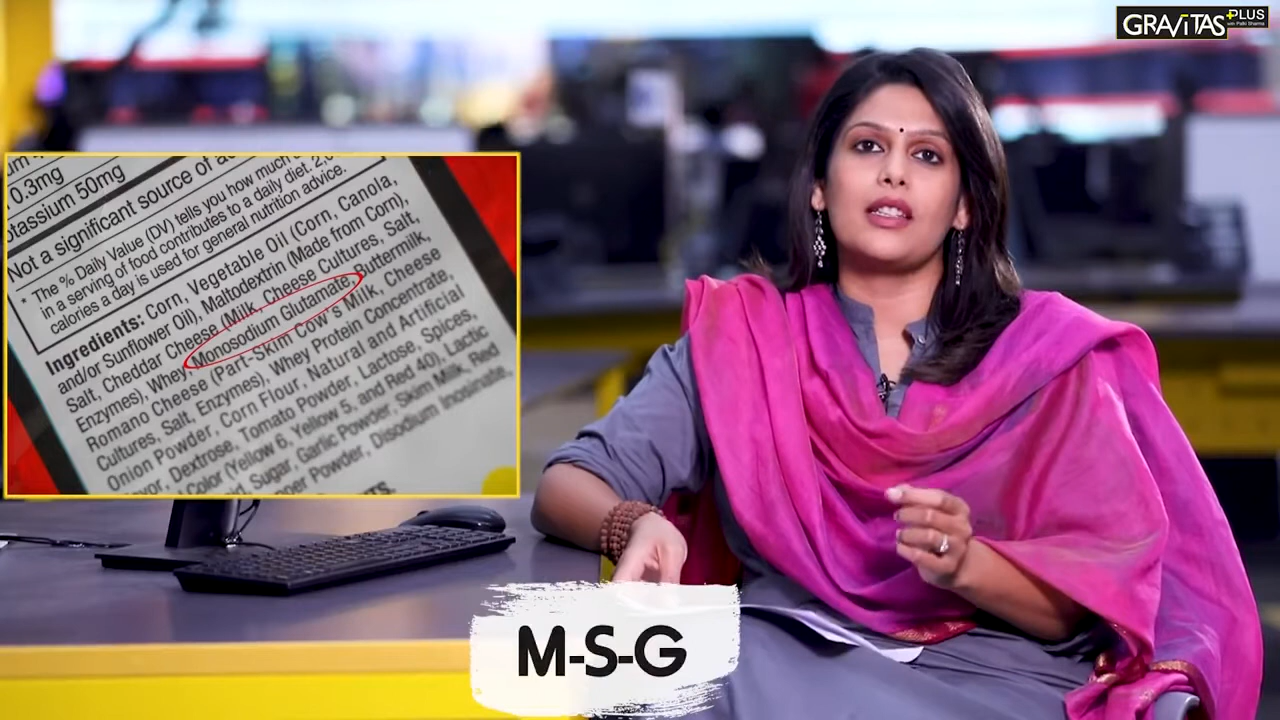 GRAVITAS PLUS
with Palki Sharma
0.3mg
otassium 50mg
Not a significant source of
* The % Daily Value (DV) tells you how much
in a serving of food contributes to a daily diet.
calories a day is used for general nutrition advice.
Ingredients: Corn, Vegetable Oil (Corn, Canola,
and/or Sunflower Oil), Maltodextrin (Made from Corn),
Salt, Cheddar Cheese (Milk, Cheese Cultures, Salt,
Enzymes), Whey, Monosodium Glutamate, Buttermilk,
Romano Cheese (Part-Skim Cow's Milk, Cheese
Cultures, Salt, Enzymes), Whey Protein Concentrate,
Onion Powder, Corn Flour, Natural and Artificial
Dextrose, Tomato Powder, Lactose, Spices,
Color (Yellow 6, Yellow 5, and Red 40), Lactic
Sugar, Garlic Powder, Skim Milk, Red
Powder, Disodium Inosinate,
M-S-G